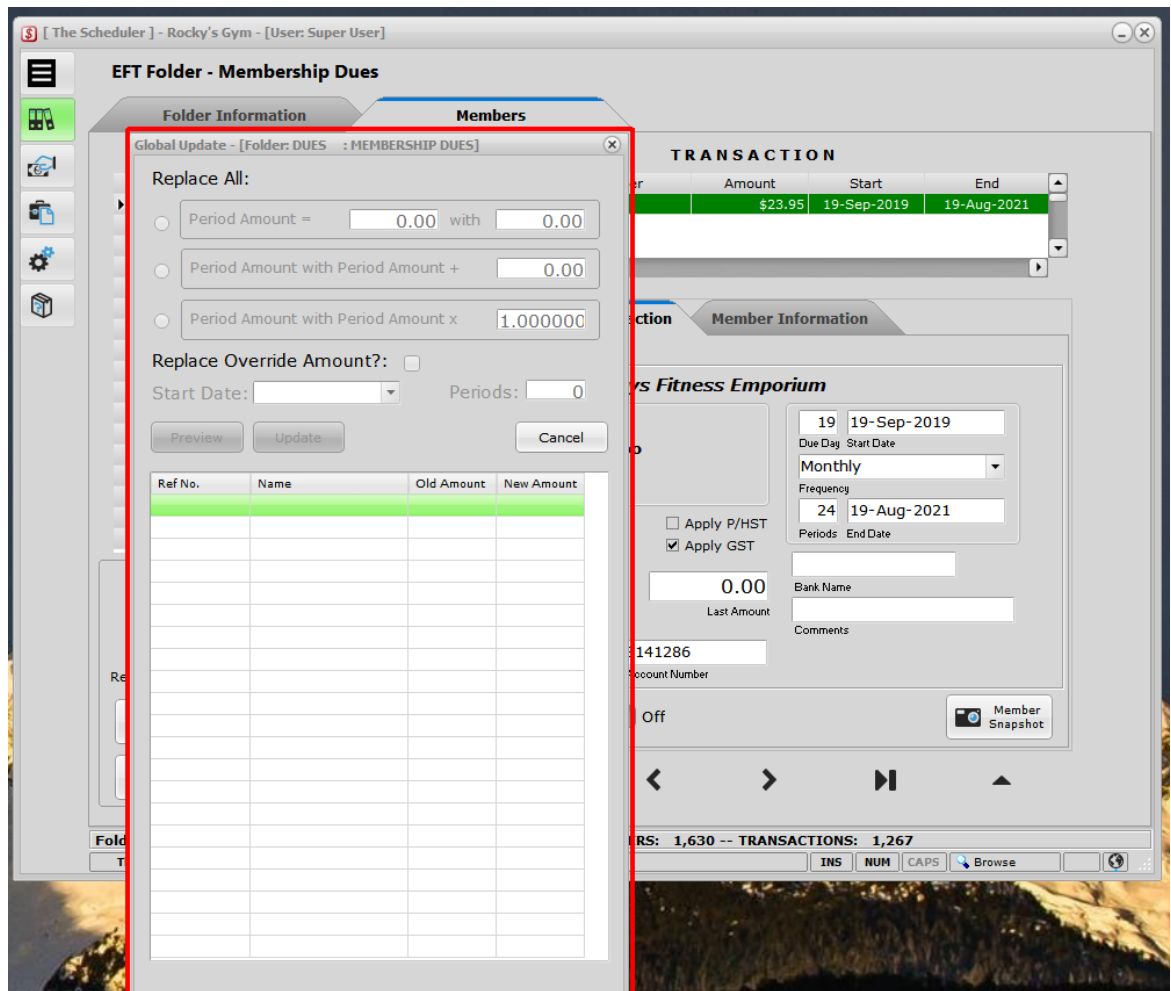 [ The Scheduler ] - Rocky's Gym - [User: Super User]
EFT Folder - Membership Dues
Folder Information
Members
Global Update - [Folder: DUES : MEMBERSHIP DUES]
Replace All:
Period Amount = 0.00 with 0.00
Period Amount with Period Amount + 0.00
Period Amount with Period Amount x 1.000000
Replace Override Amount?:
Start Date: Periods: 0
Preview Update Cancel
Ref No. Name Old Amount New Amount
TRANSACTION
er Amount Start End
$23.95 19-Sep-2019 19-Aug-2021
ction Member Information
ys Fitness Emporium
19 19-Sep-2019
Due Day Start Date
Monthly
Frequency
24 19-Aug-2021
Periods End Date
Apply P/HST
Apply GST
0.00
Last Amount
Bank Name
Comments
141286
Account Number
Re
Off
Member
Snapshot
Fold
RS: 1,630 -- TRANSACTIONS: 1,267
T
INS NUM CAPS Browse